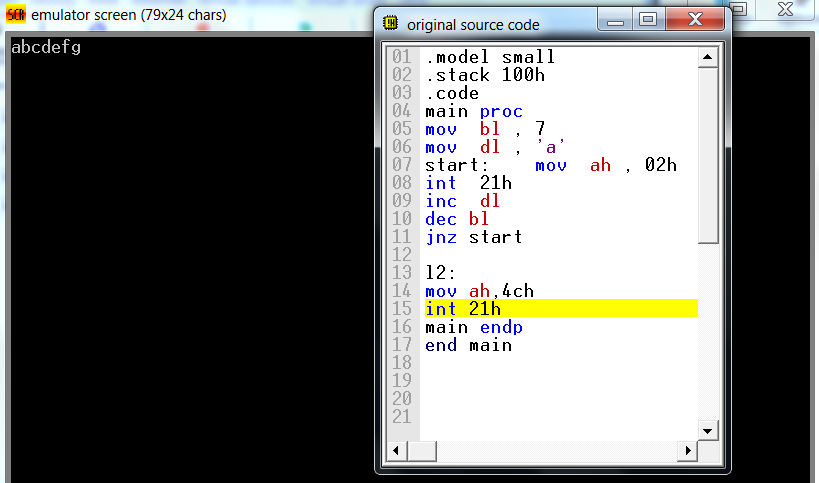 emulator screen (79x24 chars)
abcdefg
original source code
01 .model small
02 .stack 100h
03 .code
04 main proc
05 mov  bl , 7
06 mov  dl , 'a'
07 start:    mov  ah , 02h
08 int  21h
09 inc  dl
10 dec bl
11 jnz start
12
13 l2:
14 mov ah,4ch
15 int 21h
16 main endp
17 end main
18
19
20
21